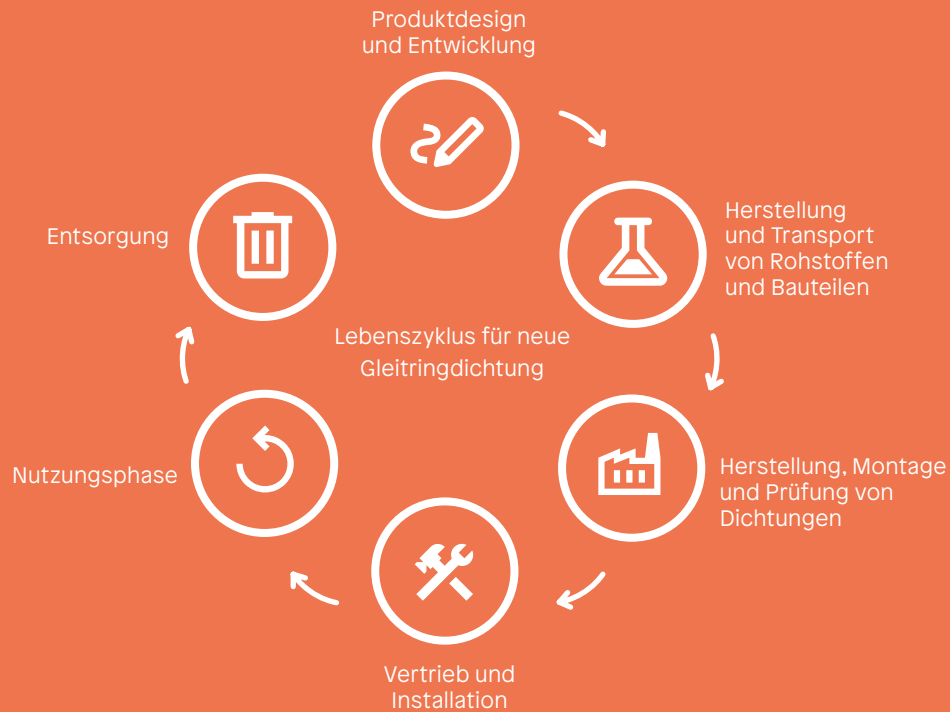 Produktdesign
und Entwicklung
Herstellung
und Transport
von Rohstoffen
und Bauteilen
Entsorgung
Lebenszyklus für neue
Gleitringdichtung
Herstellung, Montage
und Prüfung von
Dichtungen
Nutzungsphase
Vertrieb und
Installation